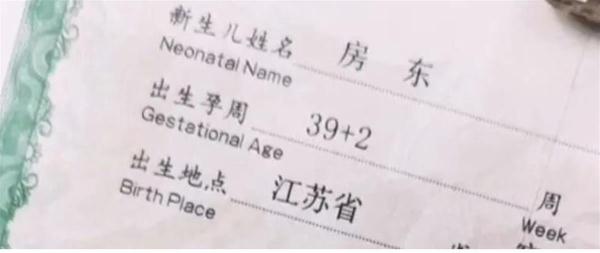 新生儿姓名 房 东
Neonatal Name
出生孕周 39+2 周
Gestational Age Week
出生地点 江苏省
Birth Place